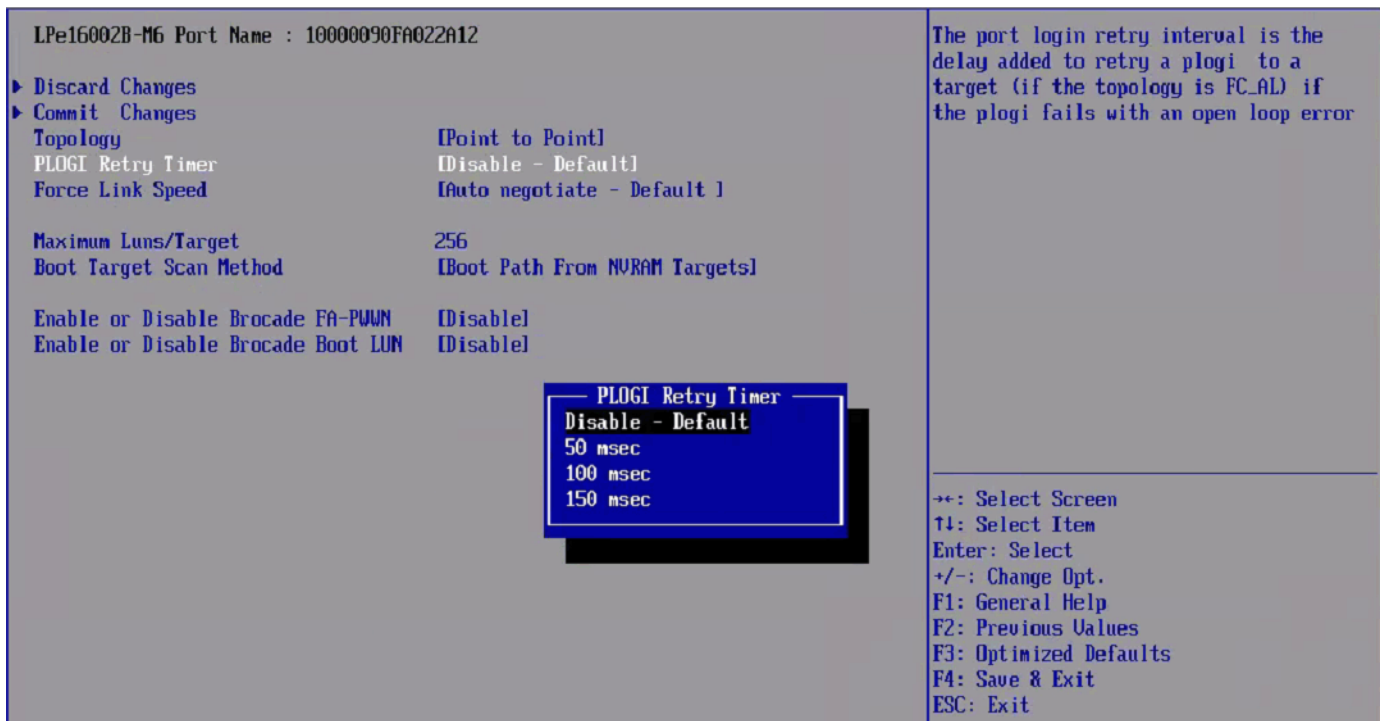 LPe16002B-M6 Port Name : 10000090FA022A12
Discard Changes
Commit Changes
Topology [Point to Point]
PLOGI Retry Timer [Disable - Default]
Force Link Speed [Auto negotiate - Default ]
Maximum Luns/Target 256
Boot Target Scan Method [Boot Path From NVRAM Targets]
Enable or Disable Brocade FA-PWWN [Disable]
Enable or Disable Brocade Boot LUN [Disable]
PLOGI Retry Timer
Disable - Default
50 msec
100 msec
150 msec
The port login retry interval is the
delay added to retry a plogi to a
target (if the topology is FC_AL) if
the plogi fails with an open loop error
→←: Select Screen
↑↓: Select Item
Enter: Select
+/-: Change Opt.
F1: General Help
F2: Previous Values
F3: Optimized Defaults
F4: Save & Exit
ESC: Exit